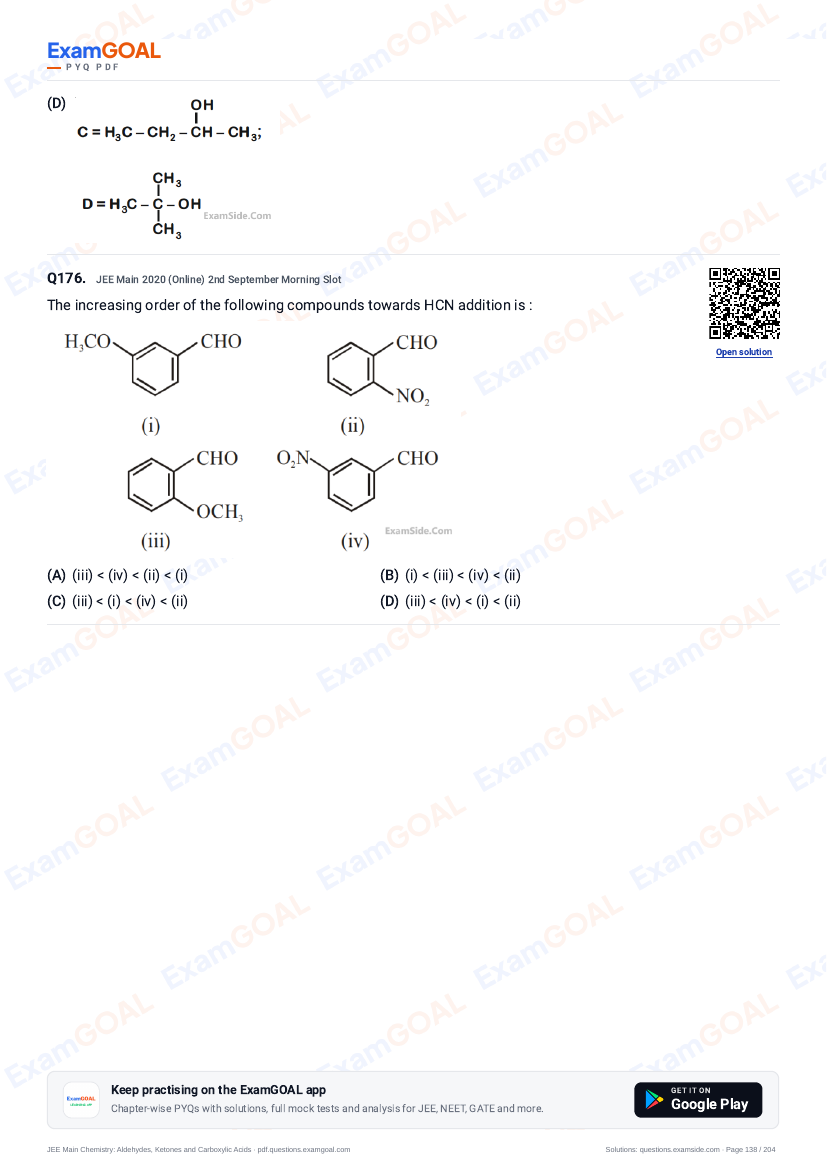 ExamGOAL
PYQ PDF
(D)
OH
C = H₃C – CH₂ – CH – CH₃;
CH₃
D = H₃C – C – OH
ExamSide.Com
CH₃
Q176. JEE Main 2020 (Online) 2nd September Morning Slot
The increasing order of the following compounds towards HCN addition is :
Open solution
H₃CO CHO
CHO
NO₂
(i) (ii)
CHO O₂N CHO
OCH₃
ExamSide.Com
(iii) (iv)
(A) (iii) < (iv) < (ii) < (i) (B) (i) < (iii) < (iv) < (ii)
(C) (iii) < (i) < (iv) < (ii) (D) (iii) < (iv) < (i) < (ii)
Keep practising on the ExamGOAL app
Chapter-wise PYQs with solutions, full mock tests and analysis for JEE, NEET, GATE and more.
GET IT ON
Google Play
JEE Main Chemistry: Aldehydes, Ketones and Carboxylic Acids · pdf.questions.examgoal.com
Solutions: questions.examside.com · Page 138 / 204